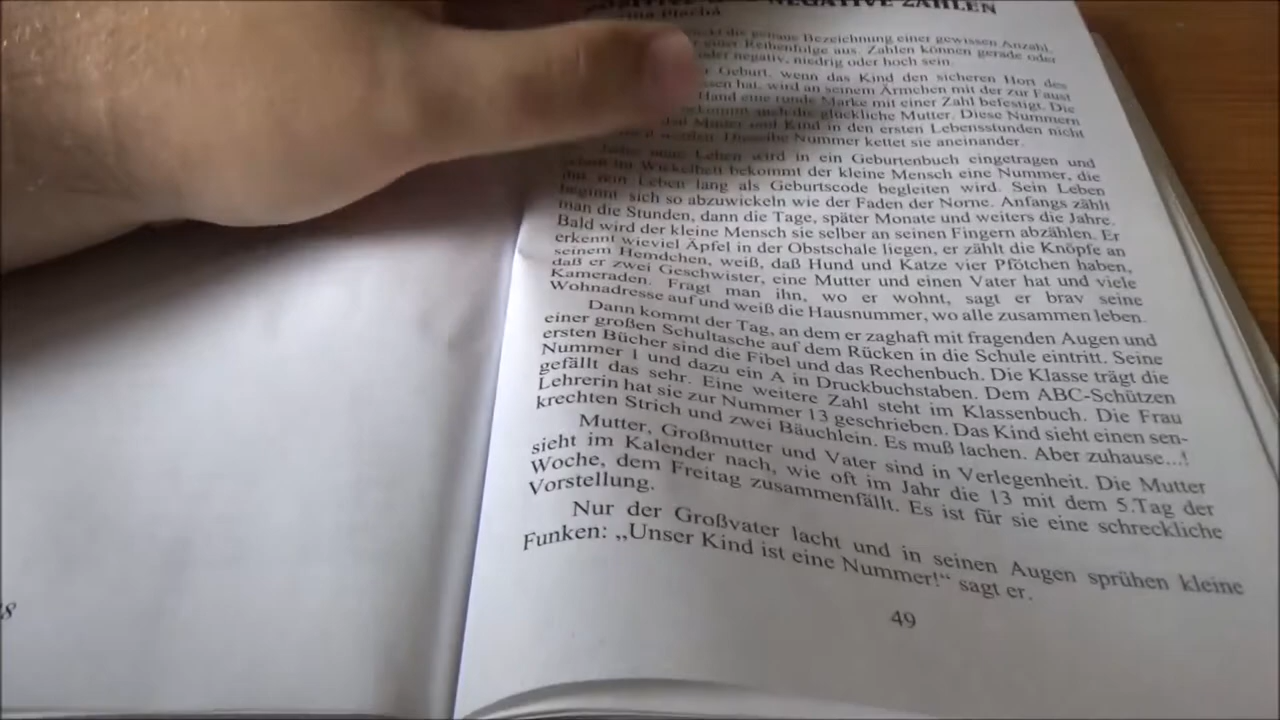 NEGATIVE ZAHLEN
die genaue Bezeichnung einer gewissen Anzahl,
Reihenfolge aus. Zahlen können gerade oder
oder negativ, niedrig oder hoch sein.
Geburt, wenn das Kind den sicheren Hort des
hat, wird an seinem Ärmchen mit der zur Faust
Hand eine runde Marke mit einer Zahl befestigt. Die
auch die glückliche Mutter. Diese Nummern
Mutter und Kind in den ersten Lebensstunden nicht
werden. Dieselbe Nummer kettet sie aneinander.
Leben wird in ein Geburtenbuch eingetragen und
schon im Wickelbett bekommt der kleine Mensch eine Nummer, die
ihn sein Leben lang als Geburtscode begleiten wird. Sein Leben
beginnt sich so abzuwickeln wie der Faden der Norne. Anfangs zählt
man die Stunden, dann die Tage, später Monate und weiters die Jahre.
Bald wird der kleine Mensch sie selber an seinen Fingern abzählen. Er
erkennt wieviel Äpfel in der Obstschale liegen, er zählt die Knöpfe an
seinem Hemdchen, weiß, daß Hund und Katze vier Pfötchen haben,
daß er zwei Geschwister, eine Mutter und einen Vater hat und viele
Kameraden. Fragt man ihn, wo er wohnt, sagt er brav seine
Wohnadresse auf und weiß die Hausnummer, wo alle zusammen leben.
Dann kommt der Tag, an dem er zaghaft mit fragenden Augen und
einer großen Schultasche auf dem Rücken in die Schule eintritt. Seine
ersten Bücher sind die Fibel und das Rechenbuch. Die Klasse trägt die
Nummer 1 und dazu ein A in Druckbuchstaben. Dem ABC-Schützen
gefällt das sehr. Eine weitere Zahl steht im Klassenbuch. Die Frau
Lehrerin hat sie zur Nummer 13 geschrieben. Das Kind sieht einen sen-
krechten Strich und zwei Bäuchlein. Es muß lachen. Aber zuhause...!
Mutter, Großmutter und Vater sind in Verlegenheit. Die Mutter
sieht im Kalender nach, wie oft im Jahr die 13 mit dem 5.Tag der
Woche, dem Freitag zusammenfällt. Es ist für sie eine schreckliche
Vorstellung.
Nur der Großvater lacht und in seinen Augen sprühen kleine
Funken: „Unser Kind ist eine Nummer!“ sagt er.
49